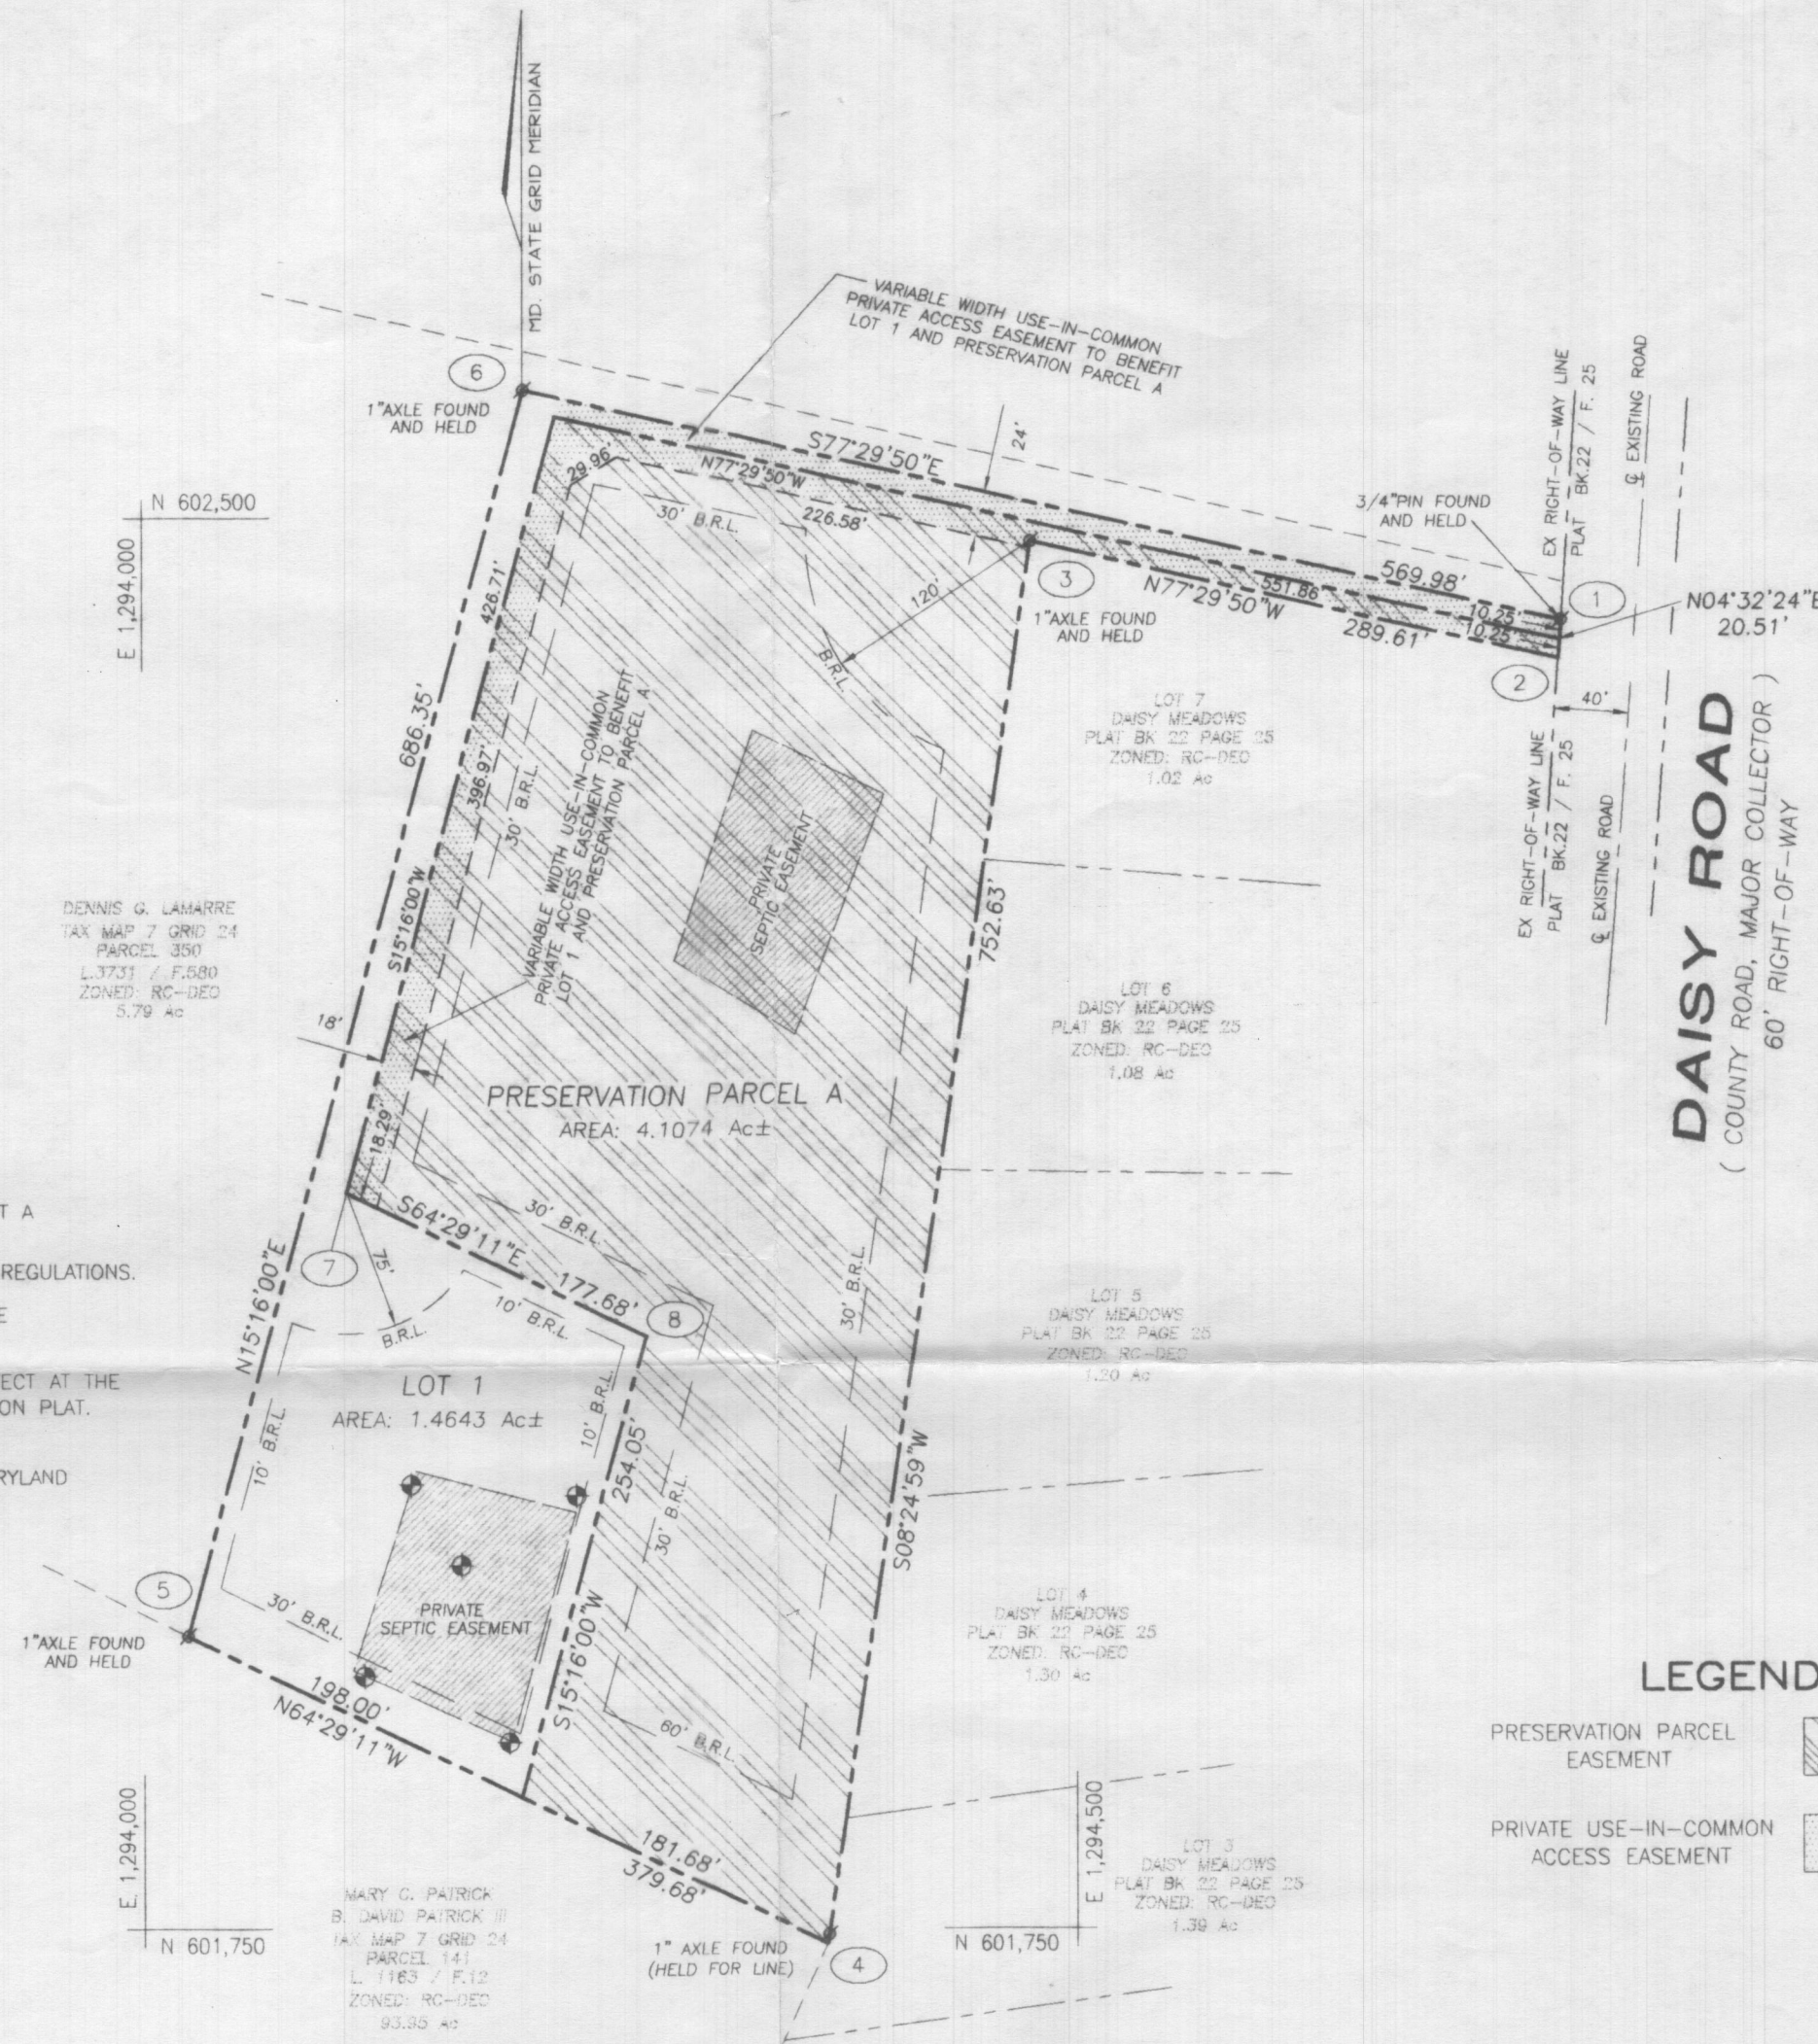 MD. STATE GRID MERIDIAN
VARIABLE WIDTH USE-IN-COMMON
PRIVATE ACCESS EASEMENT TO BENEFIT
LOT 1 AND PRESERVATION PARCEL A
6
1"AXLE FOUND
AND HELD
S77°29'50"E
24'
29.96'
N77°29'50"W
226.58'
30' B.R.L.
N 602,500
E 1,294,000
3/4"PIN FOUND
AND HELD
EX RIGHT-OF-WAY LINE
PLAT BK.22 / F. 25
℄ EXISTING ROAD
569.98'
1
N04°32'24"E
20.51'
10.25'
10.25'
551.86
N77°29'50"W
289.61'
2
3
1"AXLE FOUND
AND HELD
120'
B.R.L.
40'
EX RIGHT-OF-WAY LINE
PLAT BK.22 / F. 25
℄ EXISTING ROAD
DAISY ROAD
( COUNTY ROAD, MAJOR COLLECTOR )
60' RIGHT-OF-WAY
426.71'
686.35'
396.97'
30' B.R.L.
S15°16'00"W
VARIABLE WIDTH USE-IN-COMMON
PRIVATE ACCESS EASEMENT TO BENEFIT
LOT 1 AND PRESERVATION PARCEL A
PRIVATE
SEPTIC EASEMENT
LOT 7
DAISY MEADOWS
PLAT BK 22 PAGE 25
ZONED: RC-DEO
1.02 Ac
752.63'
DENNIS G. LAMARRE
TAX MAP 7 GRID 24
PARCEL 350
L.3731 / F.580
ZONED: RC-DEO
5.79 Ac
18'
LOT 6
DAISY MEADOWS
PLAT BK 22 PAGE 25
ZONED: RC-DEO
1.08 Ac
PRESERVATION PARCEL A
AREA: 4.1074 Ac±
18.29'
T A
REGULATIONS.
E
ECT AT THE
ON PLAT.
RYLAND
S64°29'11"E
30' B.R.L.
7
75'
B.R.L.
177.68'
10' B.R.L.
8
30' B.R.L.
LOT 5
DAISY MEADOWS
PLAT BK 22 PAGE 25
ZONED: RC-DEO
1.20 Ac
N15°16'00"E
10' B.R.L.
LOT 1
AREA: 1.4643 Ac±
10' B.R.L.
254.05'
30' B.R.L.
S08°24'59"W
5
1"AXLE FOUND
AND HELD
30' B.R.L.
PRIVATE
SEPTIC EASEMENT
S15°16'00"W
198.00'
N64°29'11"W
60' B.R.L.
LOT 4
DAISY MEADOWS
PLAT BK 22 PAGE 25
ZONED: RC-DEO
1.30 Ac
LEGEND
PRESERVATION PARCEL
EASEMENT
PRIVATE USE-IN-COMMON
ACCESS EASEMENT
E 1,294,000
N 601,750
181.68'
379.68'
MARY C. PATRICK
B. DAVID PATRICK III
TAX MAP 7 GRID 24
PARCEL 141
L. 1163 / F.12
ZONED: RC-DEO
93.95 Ac
1" AXLE FOUND
(HELD FOR LINE)
4
E 1,294,500
N 601,750
LOT 3
DAISY MEADOWS
PLAT BK 22 PAGE 25
ZONED: RC-DEO
1.39 Ac